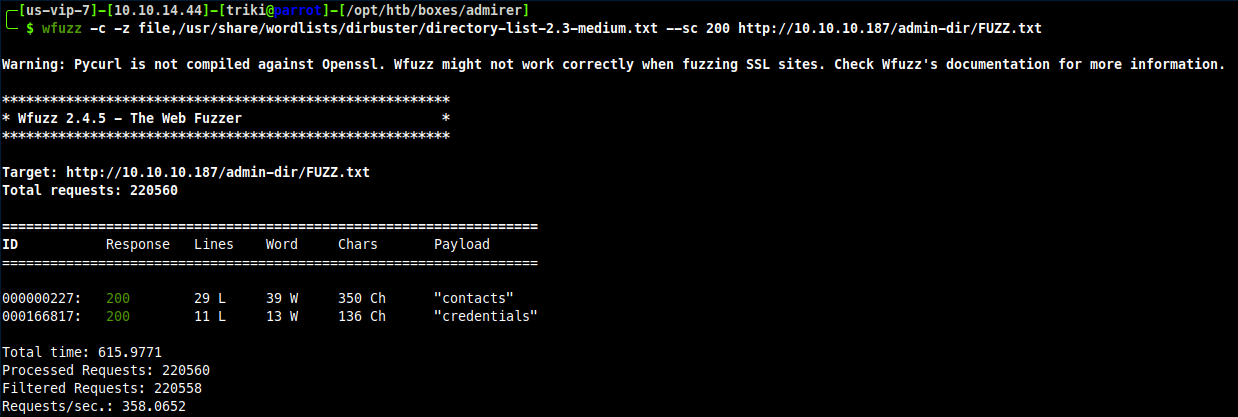 [us-vip-7]-[10.10.14.44]-[triki@parrot]-[/opt/htb/boxes/admirer]
$ wfuzz -c -z file,/usr/share/wordlists/dirbuster/directory-list-2.3-medium.txt --sc 200 http://10.10.10.187/admin-dir/FUZZ.txt
Warning: Pycurl is not compiled against Openssl. Wfuzz might not work correctly when fuzzing SSL sites. Check Wfuzz's documentation for more information.
********************************************************
* Wfuzz 2.4.5 - The Web Fuzzer                         *
********************************************************
Target: http://10.10.10.187/admin-dir/FUZZ.txt
Total requests: 220560
===================================================================
ID           Response   Lines    Word     Chars       Payload
===================================================================
000000227:   200        29 L     39 W     350 Ch      "contacts"
000166817:   200        11 L     13 W     136 Ch      "credentials"
Total time: 615.9771
Processed Requests: 220560
Filtered Requests: 220558
Requests/sec.: 358.0652